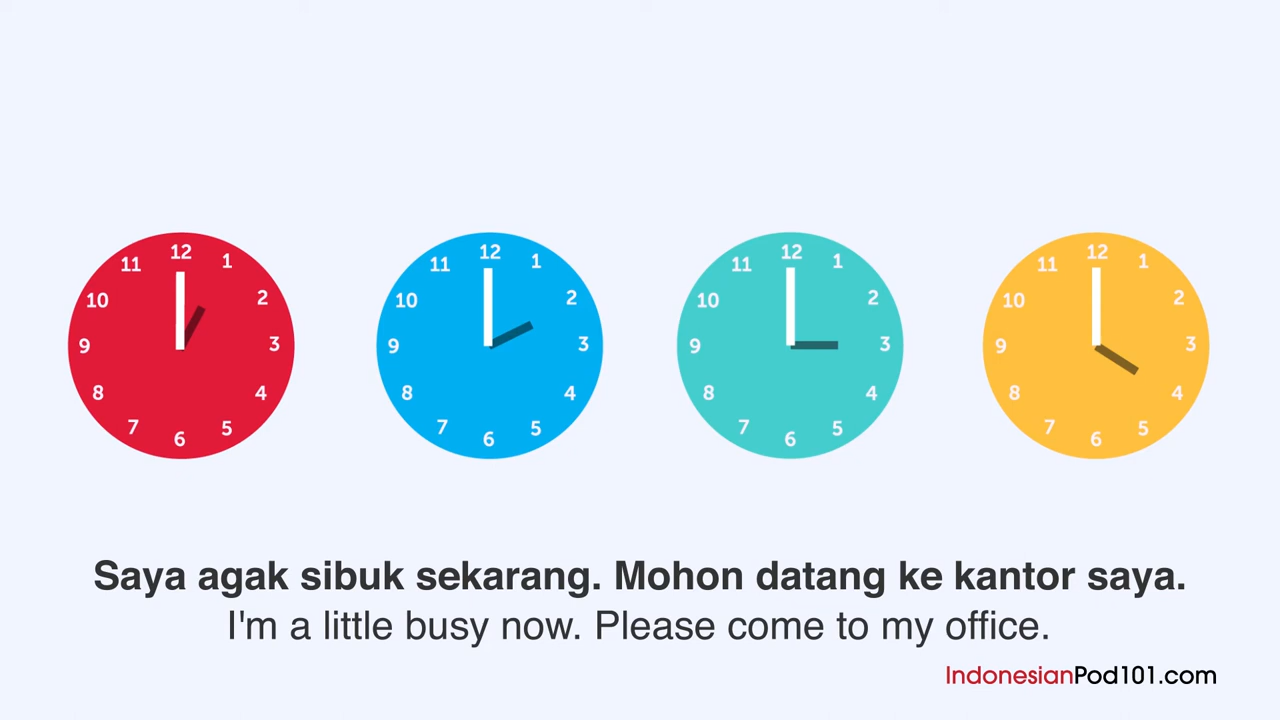 12 1 2 3 4 5 6 7 8 9 10 11
12 1 2 3 4 5 6 7 8 9 10 11
12 1 2 3 4 5 6 7 8 9 10 11
12 1 2 3 4 5 6 7 8 9 10 11
Saya agak sibuk sekarang. Mohon datang ke kantor saya.
I'm a little busy now. Please come to my office.
IndonesianPod101.com